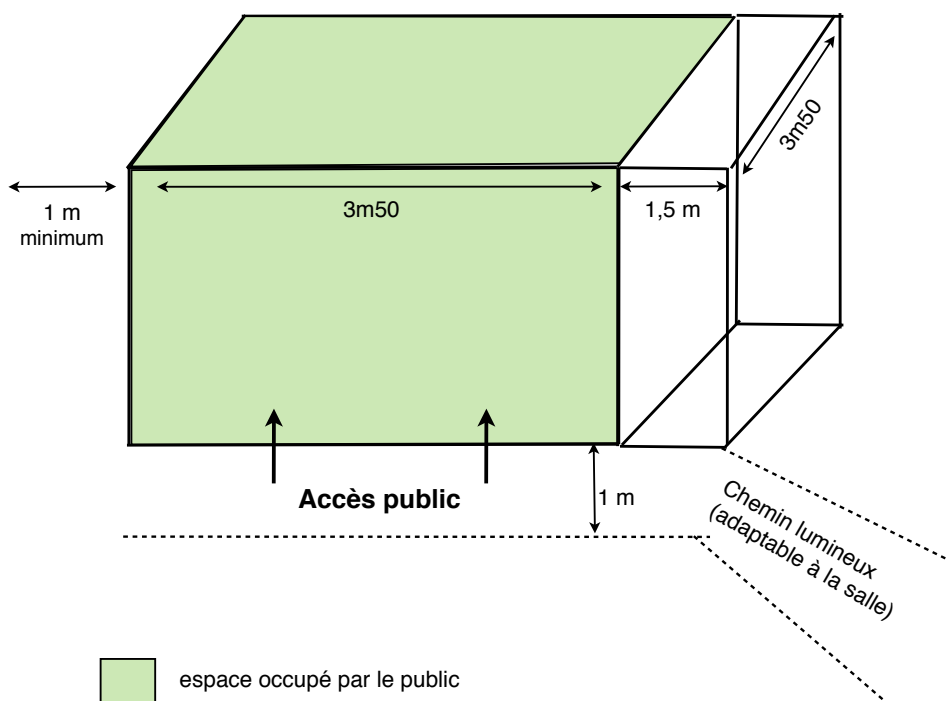 3m50
1 m
minimum
3m50
1,5 m
Accès public
1 m
Chemin lumineux
(adaptable à la salle)
espace occupé par le public